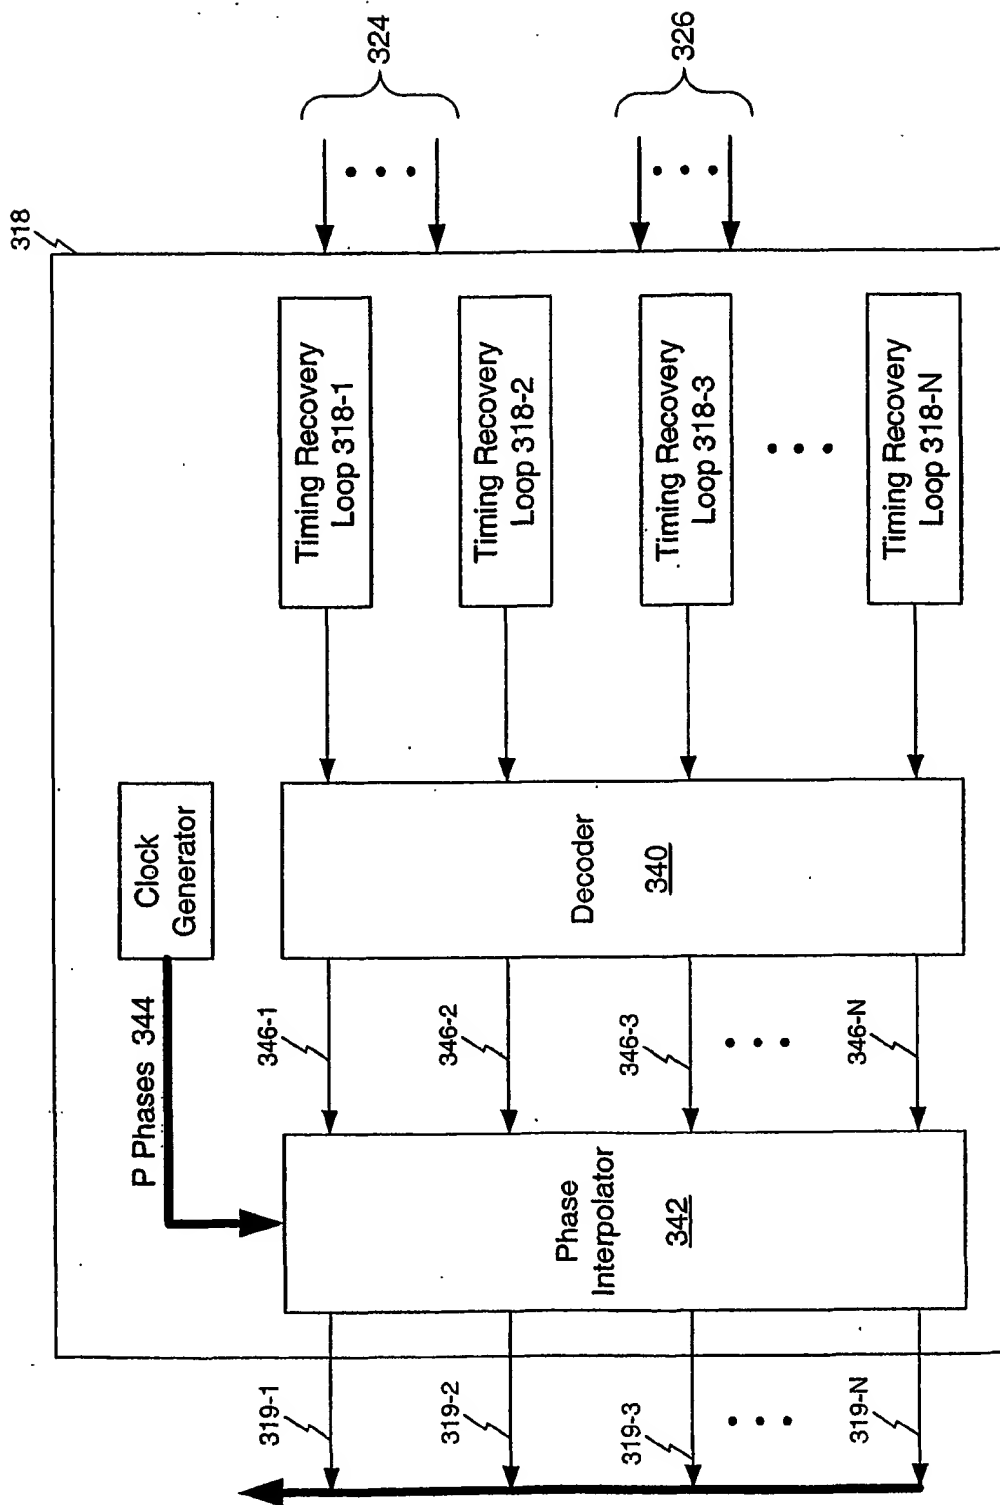 318
324
326
Timing Recovery
Loop 318-1
Timing Recovery
Loop 318-2
Timing Recovery
Loop 318-3
Timing Recovery
Loop 318-N
Clock
Generator
P Phases 344
Decoder
340
346-1
346-2
346-3
346-N
Phase
Interpolator
342
319-1
319-2
319-3
319-N